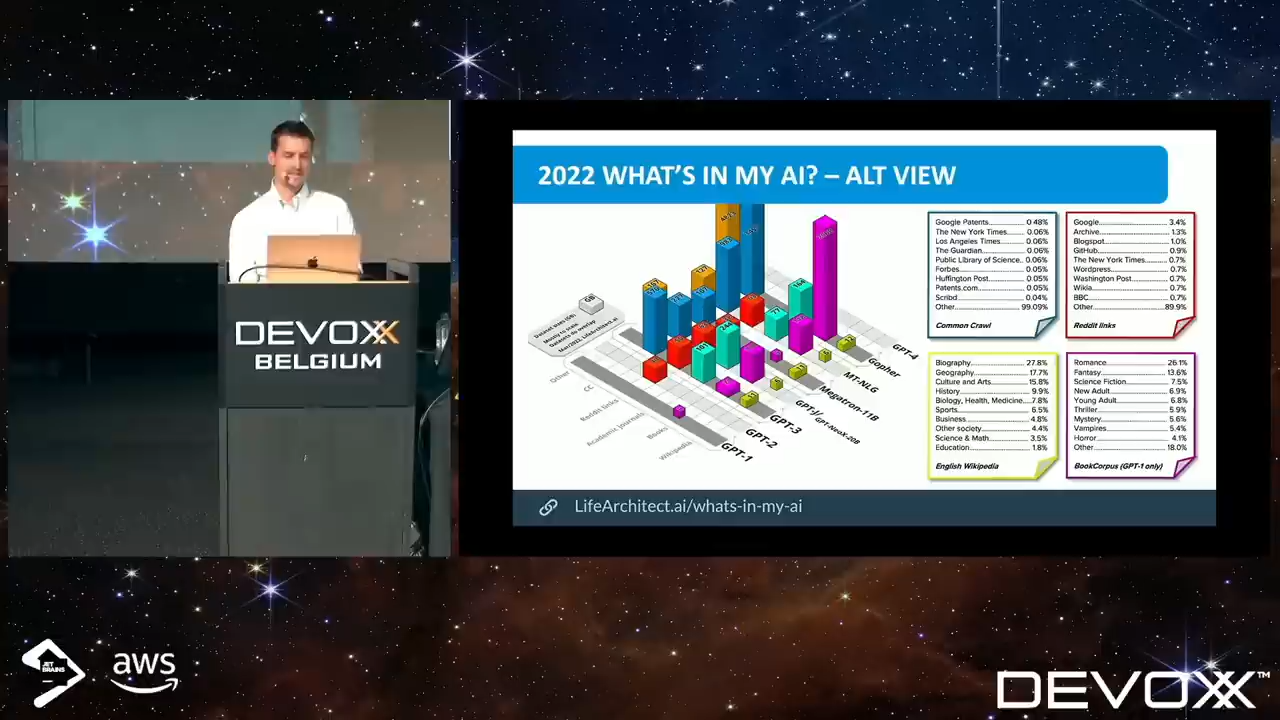 2022 WHAT'S IN MY AI? – ALT VIEW
Google Patents 0.48%
The New York Times 0.06%
Los Angeles Times 0.06%
The Guardian 0.06%
Public Library of Science 0.06%
Forbes 0.05%
Huffington Post 0.05%
Patents.com 0.05%
Scribd 0.04%
Other 99.09%
Common Crawl
Google 3.4%
Archive 1.3%
Blogspot 1.0%
GitHub 0.9%
The New York Times 0.7%
Wordpress 0.7%
Washington Post 0.7%
Wikia 0.7%
BBC 0.7%
Other 89.9%
Reddit links
Biography 27.8%
Geography 17.7%
Culture and Arts 15.8%
History 9.9%
Biology, Health, Medicine 7.8%
Sports 6.5%
Business 4.8%
Other society 4.4%
Science & Math 3.5%
Education 1.8%
English Wikipedia
Romance 26.1%
Fantasy 13.6%
Science Fiction 7.5%
New Adult 6.9%
Young Adult 6.8%
Thriller 5.9%
Mystery 5.6%
Vampires 5.4%
Horror 4.1%
Other 18.0%
BookCorpus (GPT-1 only)
GB
Other
CC
Reddit links
Academic journals
Books
Wikipedia
GPT-1
GPT-2
GPT-3
GPTJ/GPT-NeoX-20B
Megatron-11B
MT-NLG
Gopher
GPT-4
LifeArchitect.ai/whats-in-my-ai
DEVOXX
BELGIUM
JET
BRAINS
aws
DEVOXX™